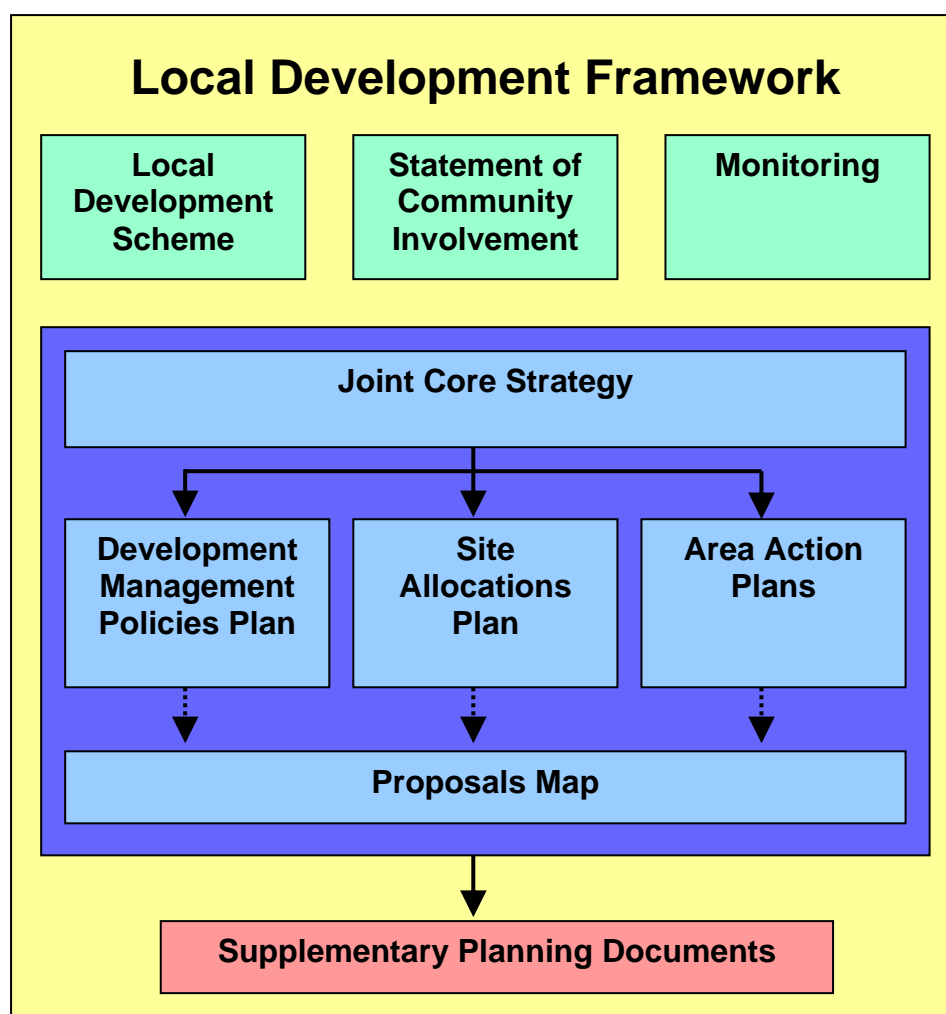 Local Development Framework
Local
Development
Scheme
Statement of
Community
Involvement
Monitoring
Joint Core Strategy
Development
Management
Policies Plan
Site
Allocations
Plan
Area Action
Plans
Proposals Map
Supplementary Planning Documents